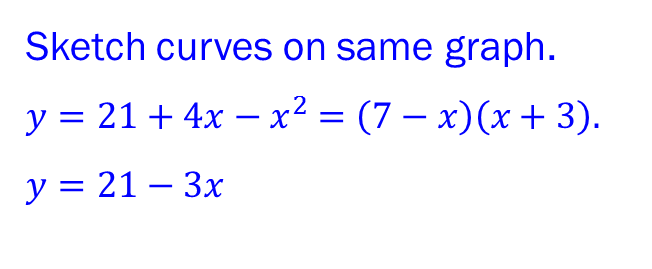 Sketch curves on same graph.
y = 21 + 4x − x² = (7 − x)(x + 3).
y = 21 − 3x